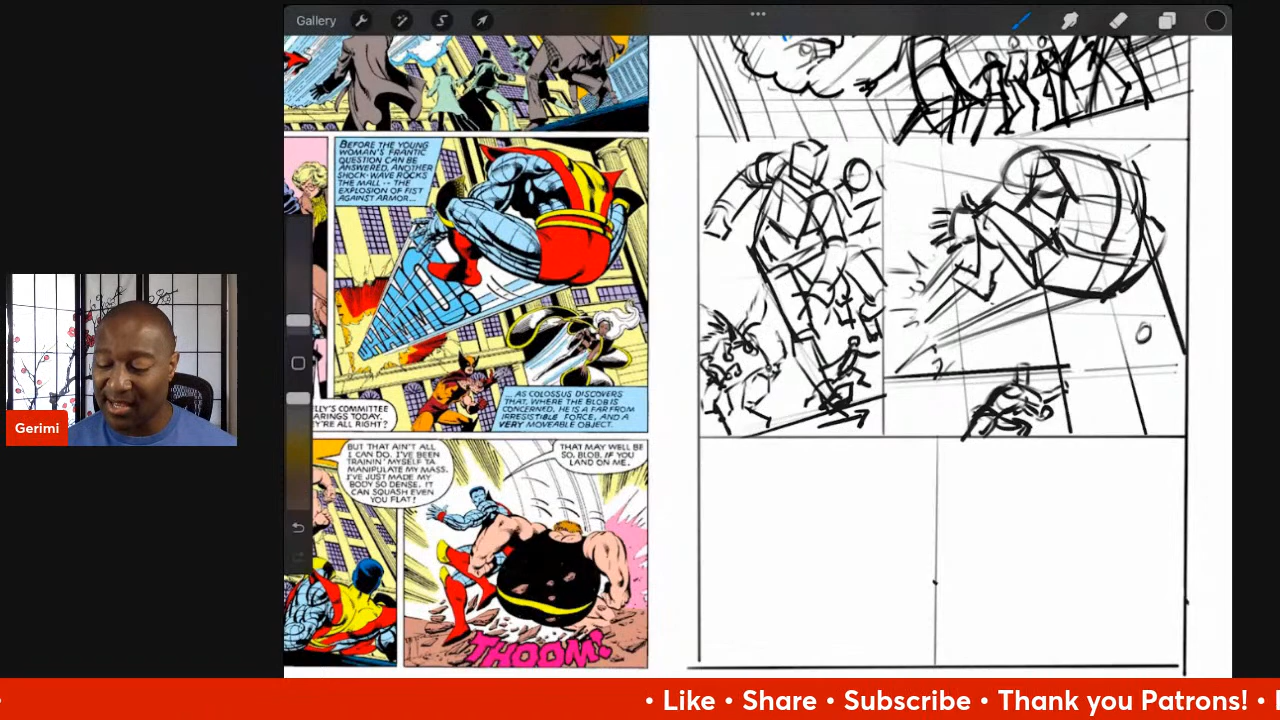 Gallery
BEFORE THE YOUNG
WOMAN'S FRANTIC
QUESTION CAN BE
ANSWERED, ANOTHER
SHOCK-WAVE ROCKS
THE MALL -- THE
EXPLOSION OF FIST
AGAINST ARMOR...
ELY'S COMMITTEE
ARINGS TODAY.
EY'RE ALL RIGHT?
...AS COLOSSUS DISCOVERS
THAT, WHERE THE BLOB IS
CONCERNED, HE IS A FAR FROM
IRRESISTIBLE FORCE, AND A
VERY MOVEABLE OBJECT.
BUT THAT AIN'T ALL
I CAN DO. I'VE BEEN
TRAININ' MYSELF TA
MANIPULATE MY MASS.
I'VE JUST MADE MY
BODY SO DENSE, IT
CAN SQUASH EVEN
YOU FLAT!
THAT MAY WELL BE
SO, BLOB. IF YOU
LAND ON ME.
THOOM!
Gerimi
• Like • Share • Subscribe • Thank you Patrons! •